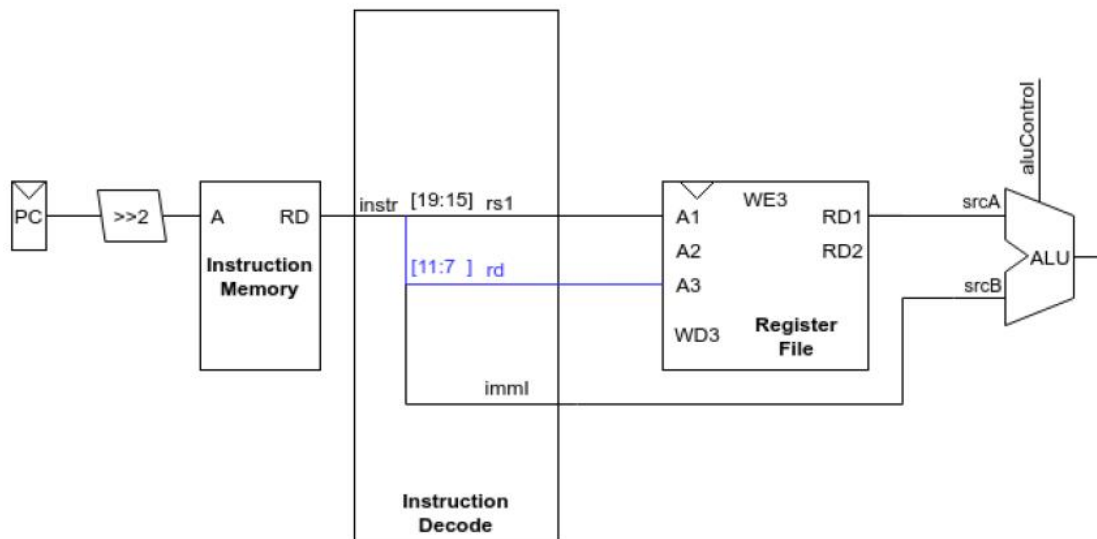 aluControl
[19:15] rs1
instr
PC
>>2
A
RD
Instruction
Memory
[11:7 ] rd
A1
WE3
RD1
A2
RD2
A3
WD3
Register
File
srcA
ALU
srcB
immI
Instruction
Decode